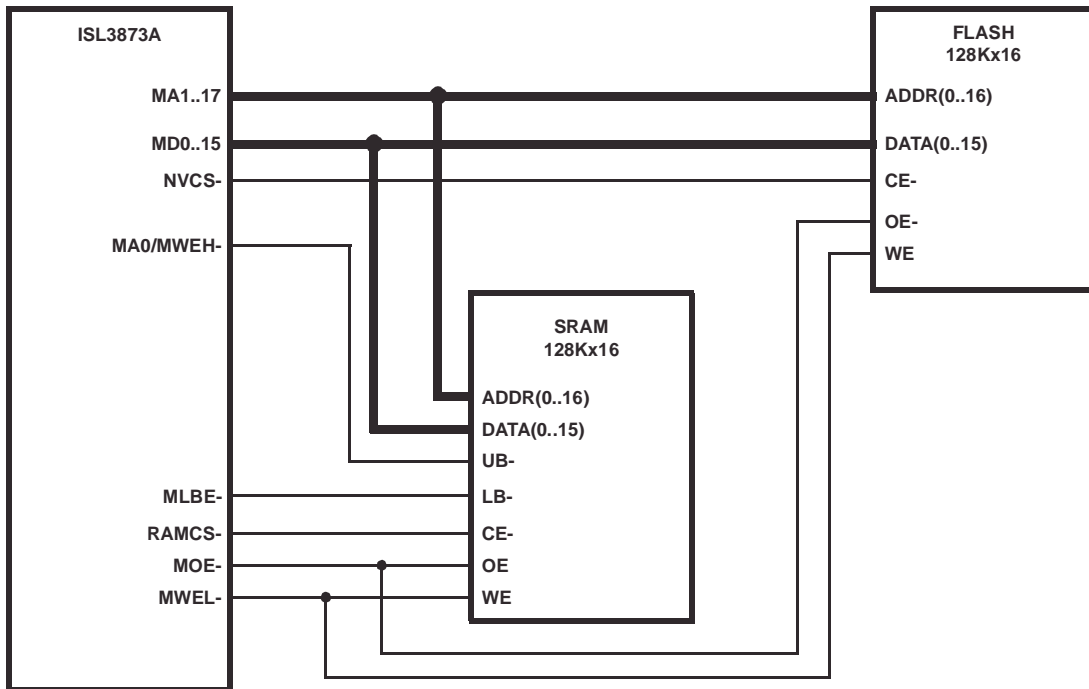 ISL3873A
MA1..17
MD0..15
NVCS-
MA0/MWEH-
MLBE-
RAMCS-
MOE-
MWEL-
SRAM
128Kx16
ADDR(0..16)
DATA(0..15)
UB-
LB-
CE-
OE
WE
FLASH
128Kx16
ADDR(0..16)
DATA(0..15)
CE-
OE-
WE